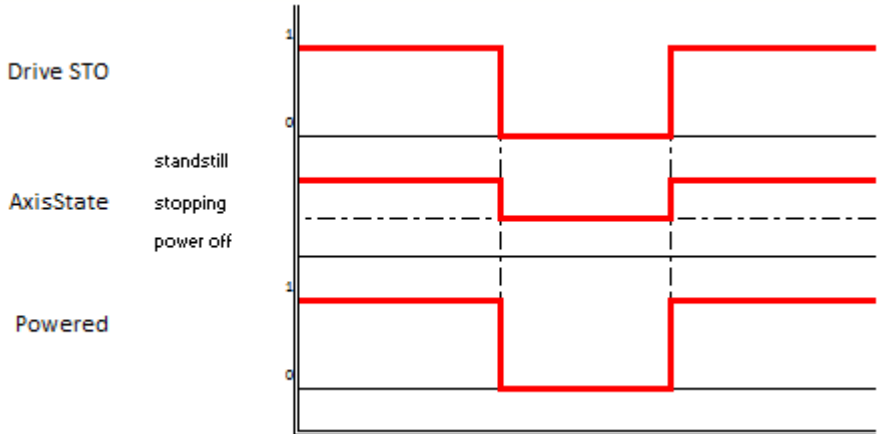 1
Drive STO
0
standstill
AxisState
stopping
power off
1
Powered
0